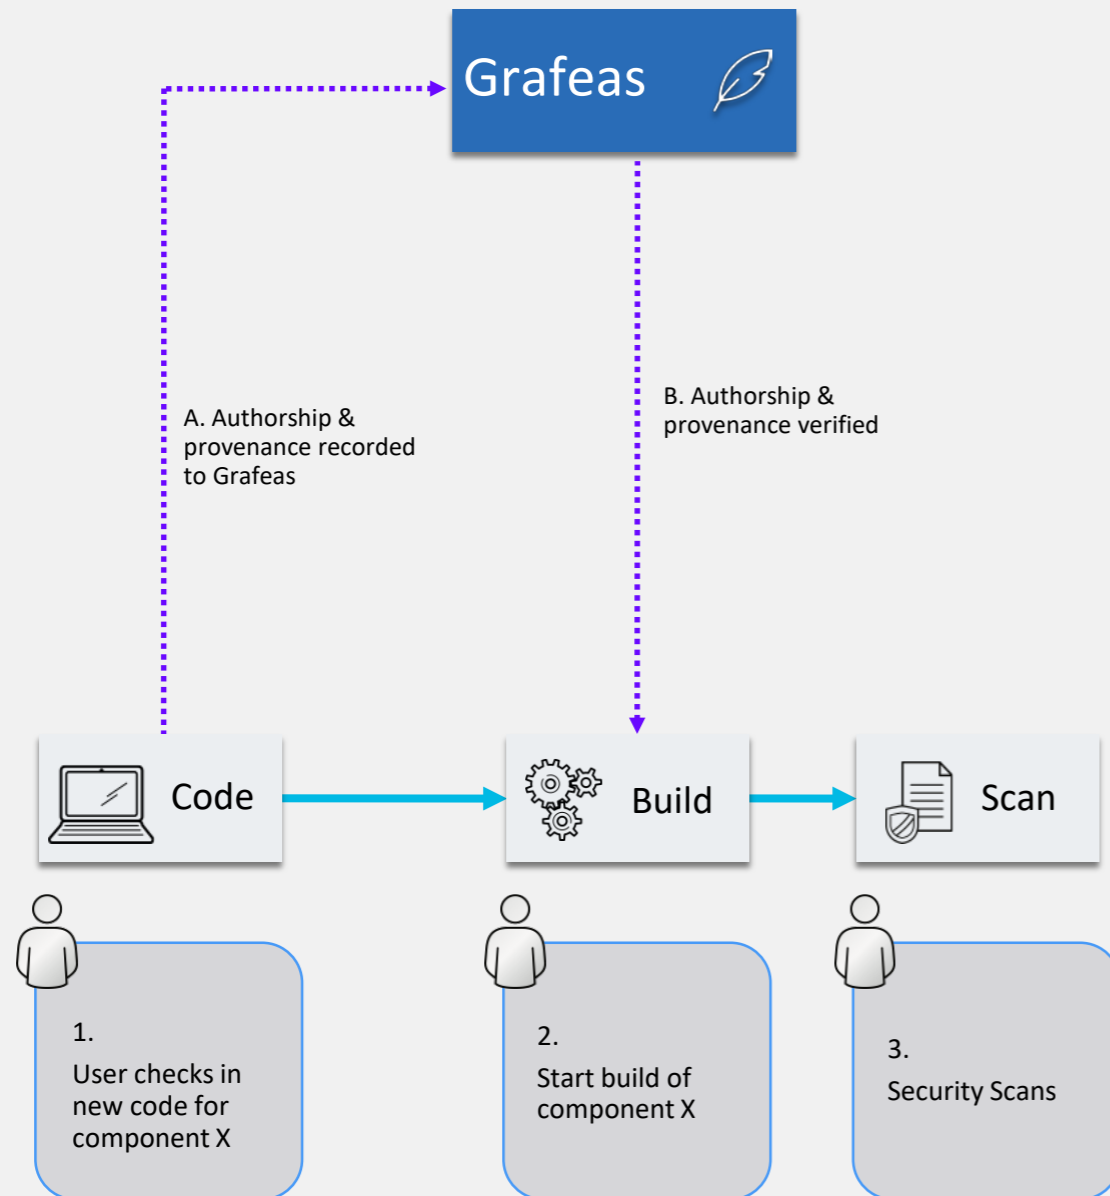 Grafeas
A. Authorship &
provenance recorded
to Grafeas
B. Authorship &
provenance verified
Code
Build
Scan
1.
User checks in
new code for
component X
2.
Start build of
component X
3.
Security Scans